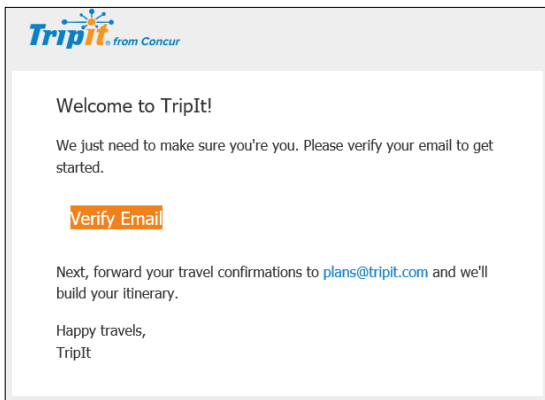 Tripit® from Concur
Welcome to TripIt!
We just need to make sure you're you. Please verify your email to get
started.
Verify Email
Next, forward your travel confirmations to plans@tripit.com and we'll
build your itinerary.
Happy travels,
TripIt